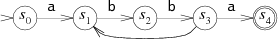 a b b a
s₀ s₁ s₂ s₃ s₄